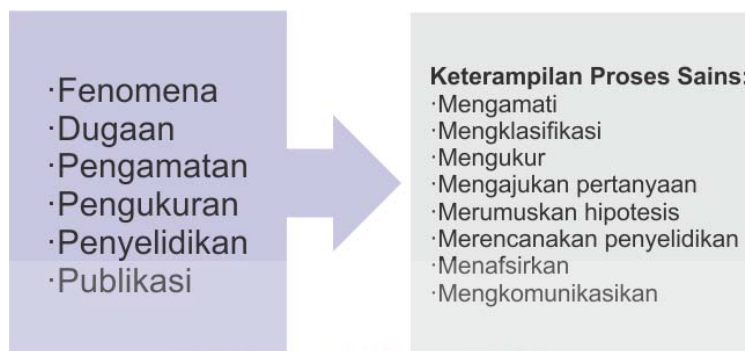 ·Fenomena
·Dugaan
·Pengamatan
·Pengukuran
·Penyelidikan
·Publikasi
Keterampilan Proses Sains:
·Mengamati
·Mengklasifikasi
·Mengukur
·Mengajukan pertanyaan
·Merumuskan hipotesis
·Merencanakan penyelidikan
·Menafsirkan
·Mengkomunikasikan